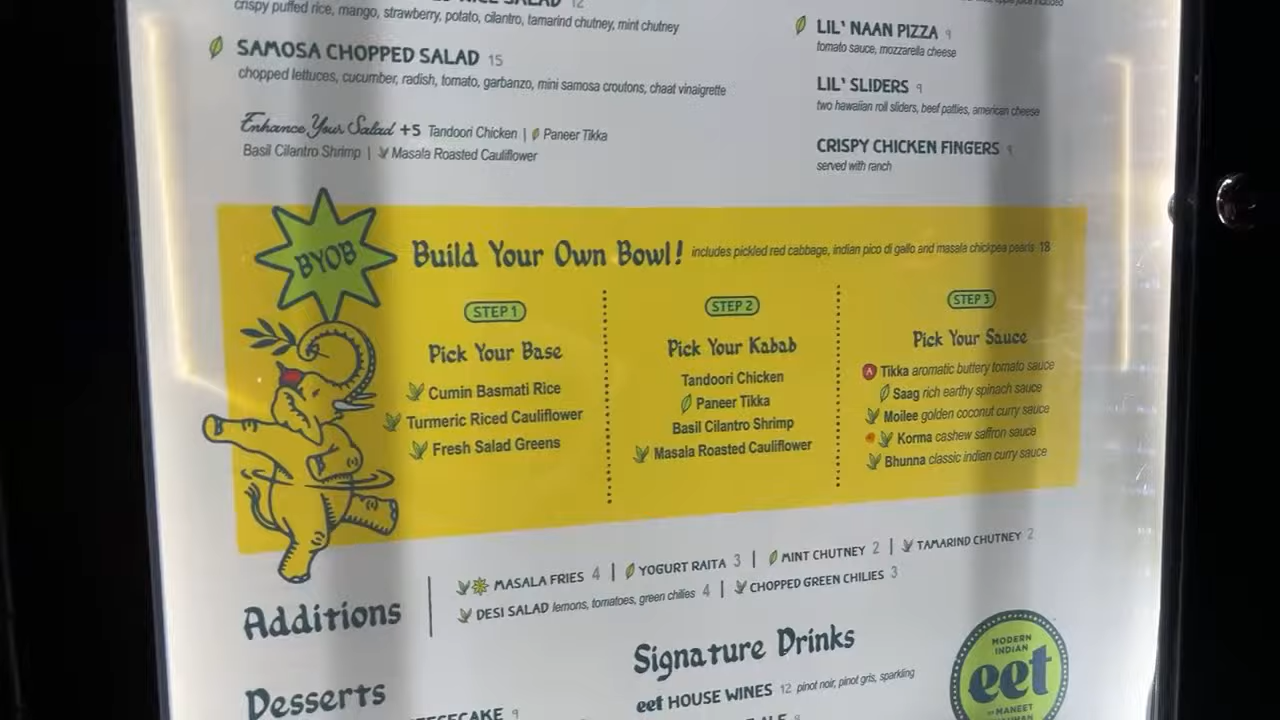 SALAD 12
crispy puffed rice, mango, strawberry, potato, cilantro, tamarind chutney, mint chutney
SAMOSA CHOPPED SALAD 15
chopped lettuces, cucumber, radish, tomato, garbanzo, mini samosa croutons, chaat vinaigrette
Enhance Your Salad +5 Tandoori Chicken | Paneer Tikka
Basil Cilantro Shrimp | Masala Roasted Cauliflower
LIL' NAAN PIZZA 9
tomato sauce, mozzarella cheese
LIL' SLIDERS 9
two hawaiian roll sliders, beef patties, american cheese
CRISPY CHICKEN FINGERS 9
served with ranch
BYOB
Build Your Own Bowl! includes pickled red cabbage, indian pico di gallo and masala chickpea pearls 18
STEP 1
Pick Your Base
Cumin Basmati Rice
Turmeric Riced Cauliflower
Fresh Salad Greens
STEP 2
Pick Your Kabab
Tandoori Chicken
Paneer Tikka
Basil Cilantro Shrimp
Masala Roasted Cauliflower
STEP 3
Pick Your Sauce
Tikka aromatic buttery tomato sauce
Saag rich earthy spinach sauce
Moilee golden coconut curry sauce
Korma cashew saffron sauce
Bhunna classic indian curry sauce
Additions
MASALA FRIES 4 | YOGURT RAITA 3 | MINT CHUTNEY 2 | TAMARIND CHUTNEY 2
DESI SALAD lemons, tomatoes, green chilies 4 | CHOPPED GREEN CHILIES 3
Desserts
Signature Drinks
eet HOUSE WINES 12 pinot noir, pinot gris, sparkling
MODERN
INDIAN
eet
BY MANEET